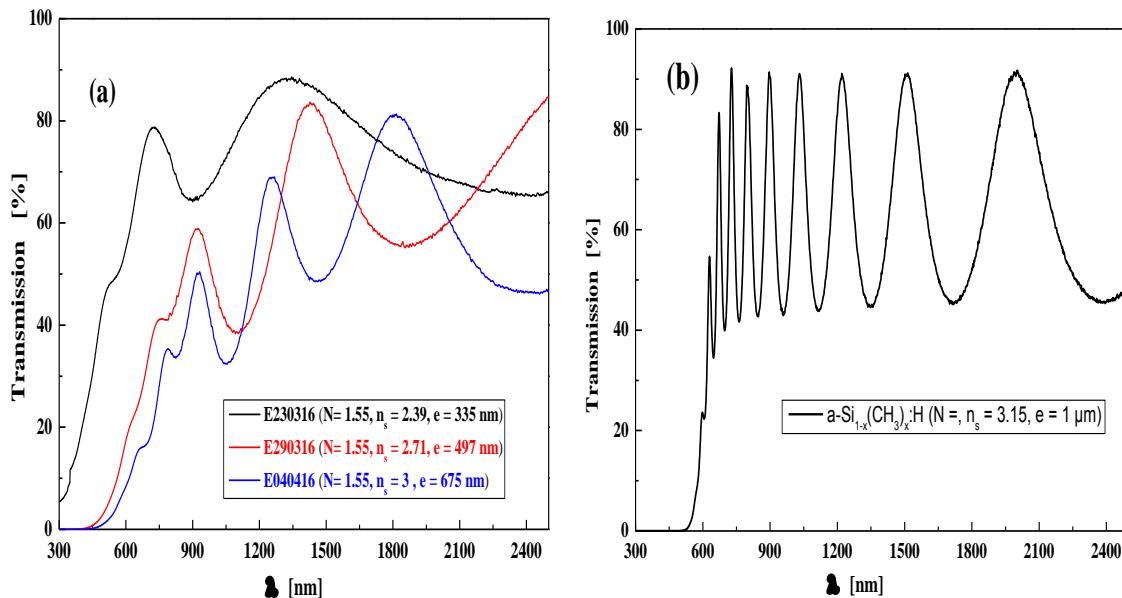 (a)
Transmission [%]
100
80
60
40
20
0
E230316 (N= 1.55, nₛ = 2.39, e = 335 nm)
E290316 (N= 1.55, nₛ = 2.71, e = 497 nm)
E040416 (N= 1.55, nₛ = 3 , e = 675 nm)
300 600 900 1200 1500 1800 2100 2400
[nm]
(b)
Transmission [%]
100
80
60
40
20
0
a-Si₁₋ₓ(CH₃)ₓ:H (N =, nₛ = 3.15, e = 1 µm)
300 600 900 1200 1500 1800 2100 2400
[nm]